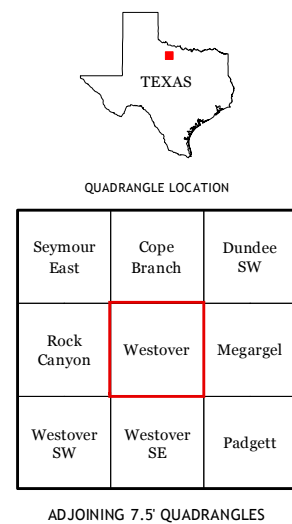 TEXAS
QUADRANGLE LOCATION
Seymour
East
Cope
Branch
Dundee
SW
Rock
Canyon
Westover
Megargel
Westover
SW
Westover
SE
Padgett
ADJOINING 7.5' QUADRANGLES